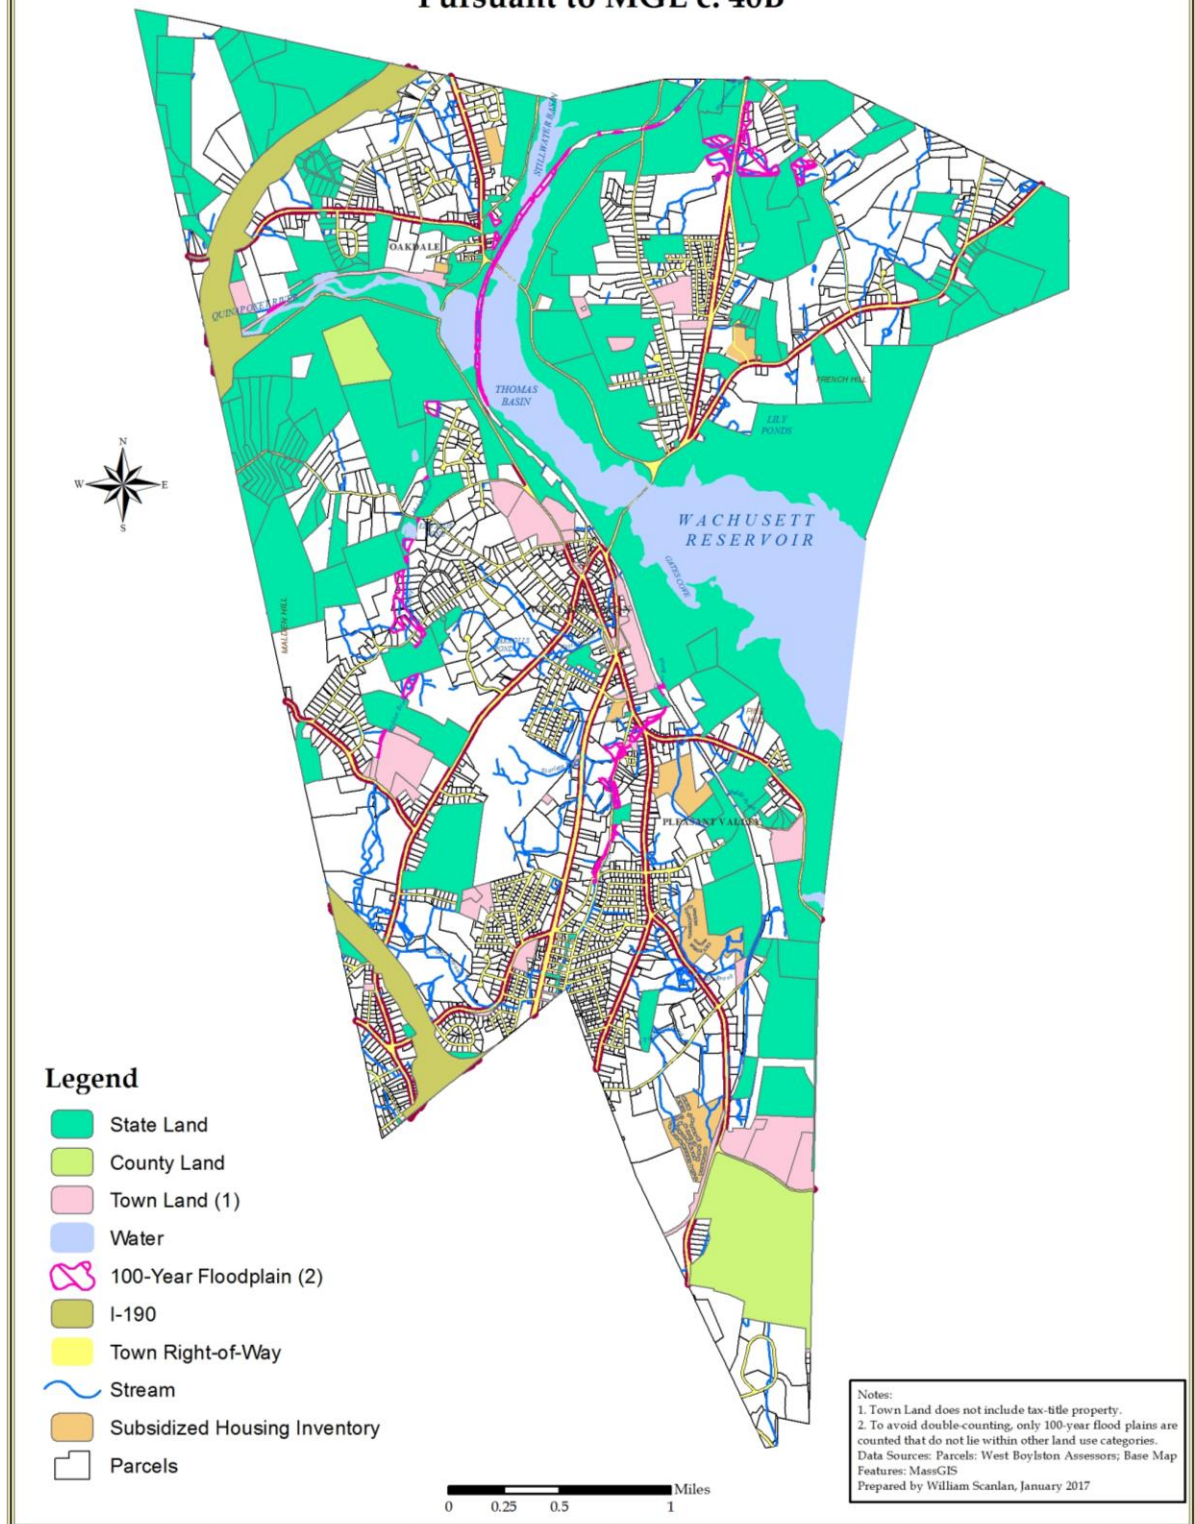 Pursuant to MGL c. 40B
STILLWATER BASIN
OAKDALE
QUINAPOXET RIVER
THOMAS
BASIN
FRENCH HILL
LILY
PONDS
N
W E
S
WACHUSETT
RESERVOIR
GATES COVE
MALDEN HILL
PLEASANT VALLEY
Legend
State Land
County Land
Town Land (1)
Water
100-Year Floodplain (2)
I-190
Town Right-of-Way
Stream
Subsidized Housing Inventory
Parcels
Miles
0 0.25 0.5 1
Notes:
1. Town Land does not include tax-title property.
2. To avoid double-counting, only 100-year flood plains are
counted that do not lie within other land use categories.
Data Sources: Parcels: West Boylston Assessors; Base Map
Features: MassGIS
Prepared by William Scanlan, January 2017